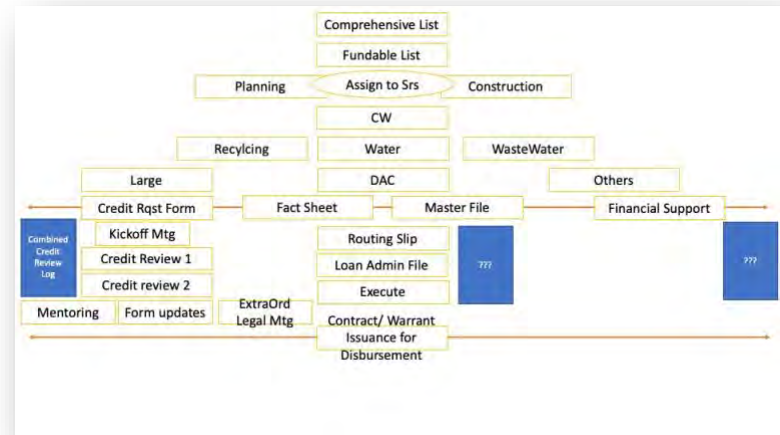 Comprehensive List
Fundable List
Planning
Assign to Srs
Construction
CW
Recylcing
Water
WasteWater
Large
DAC
Others
Credit Rqst Form
Fact Sheet
Master File
Financial Support
Combined
Credit
Review
Log
Kickoff Mtg
Credit Review 1
Credit review 2
Routing Slip
Loan Admin File
Execute
???
???
Mentoring
Form updates
ExtraOrd
Legal Mtg
Contract/ Warrant
Issuance for
Disbursement